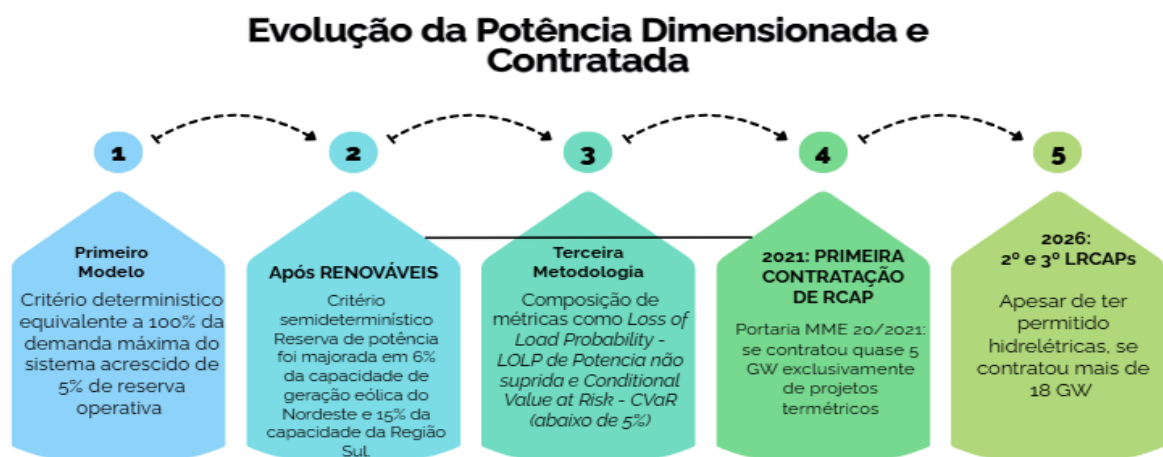 Evolução da Potência Dimensionada e
Contratada
1
2
3
4
5
Primeiro
Modelo
Critério deterministico
equivalente a 100% da
demanda máxima do
sistema acrescido de
5% de reserva
operativa
Após RENOVÁVEIS
Critério
semideterminístico
Reserva de potência
foi majorada em 6%
da capacidade de
geração eólica do
Nordeste e 15% da
capacidade da Região
Sul.
Terceira
Metodologia
Composição de
métricas como Loss of
Load Probability -
LOLP de Potencia não
suprida e Conditional
Value at Risk - CVaR
(abaixo de 5%)
2021: PRIMEIRA
CONTRATAÇÃO
DE RCAP
Portaria MME 20/2021:
se contratou quase 5
GW exclusivamente
de projetos
termétricos
2026:
2º e 3º LRCAPs
Apesar de ter
permitido
hidrelétricas, se
contratou mais de
18 GW